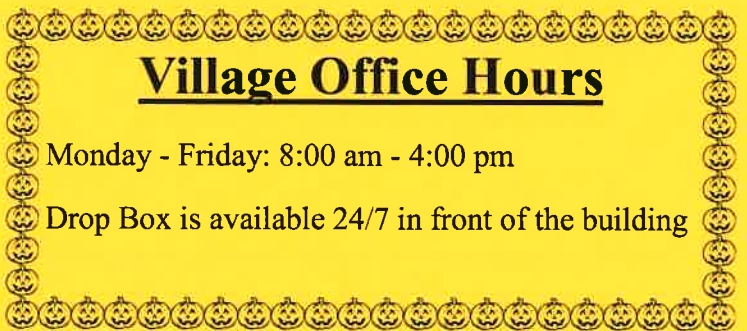 Village Office Hours
Monday - Friday: 8:00 am - 4:00 pm
Drop Box is available 24/7 in front of the building